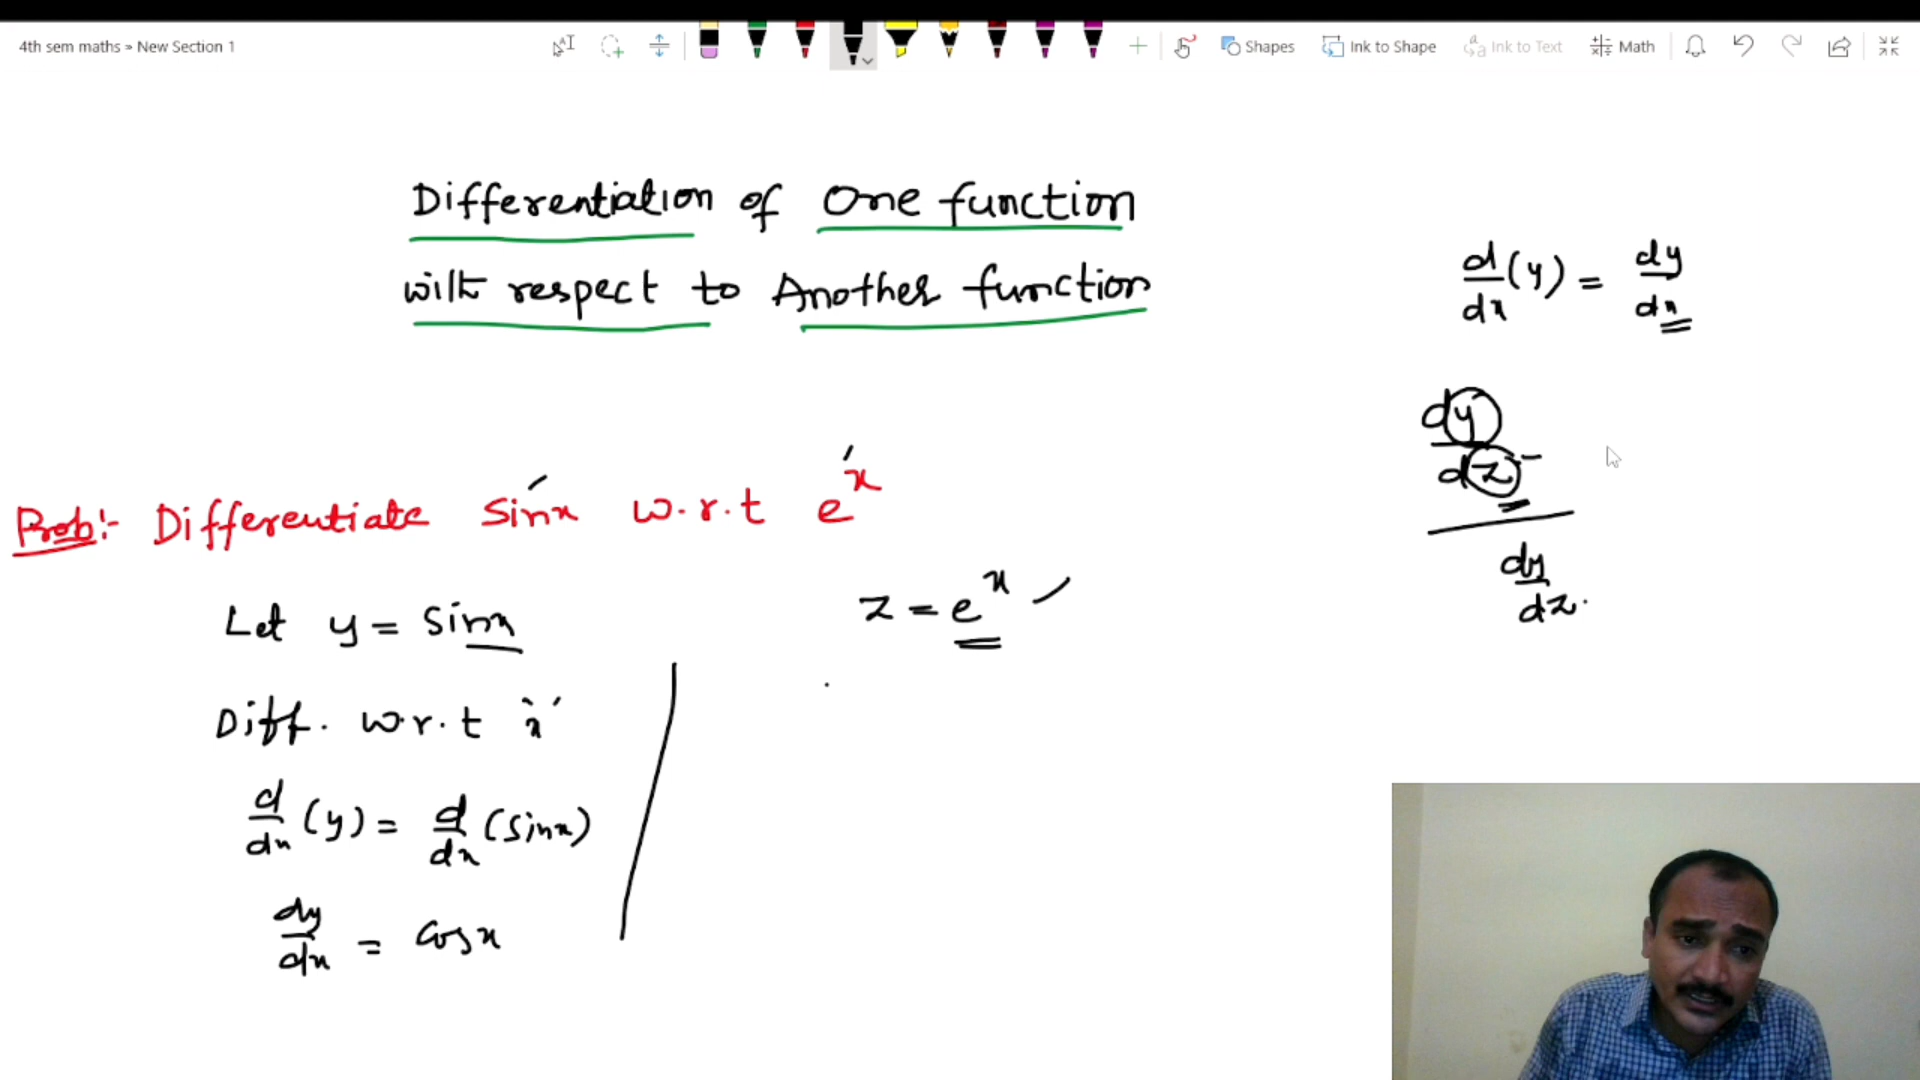 4th sem maths » New Section 1
Shapes
Ink to Shape
Ink to Text
Math
Differentiation of One function
with respect to Another function
d/dx (y) = dy/dx
dy/dz
dy/dz.
Prob:- Differentiate Sinx w.r.t e^x
Let y = Sinx
z = e^x
Diff. w.r.t 'x'
d/dx (y) = d/dx (Sinx)
dy/dx = Cosx